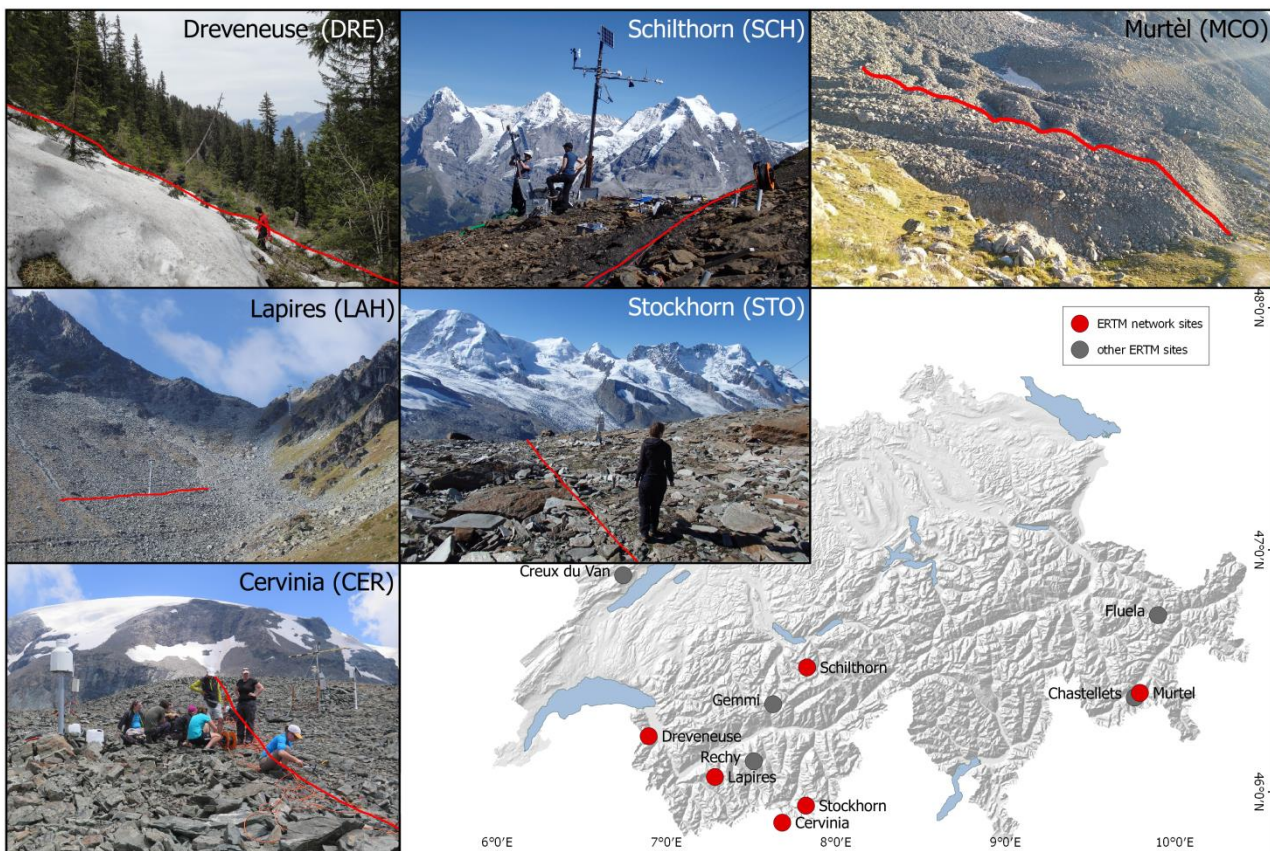 Dreveneuse (DRE)
Schilthorn (SCH)
Murtèl (MCO)
Lapires (LAH)
Stockhorn (STO)
Cervinia (CER)
ERTM network sites
other ERTM sites
48°0'N
47°0'N
46°0'N
Creux du Van
Fluela
Schilthorn
Gemmi
Chastellets
Murtel
Dreveneuse
Rechy
Lapires
Stockhorn
Cervinia
6°0'E
7°0'E
8°0'E
9°0'E
10°0'E